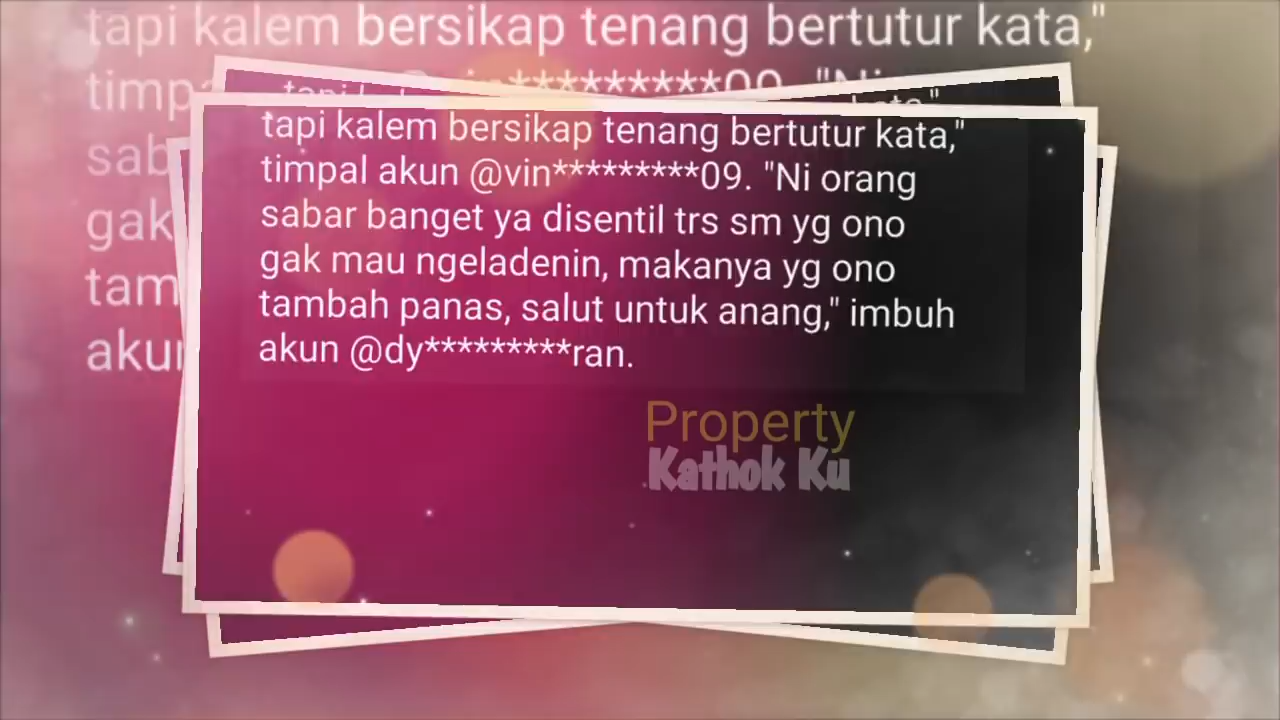 tapi kalem bersikap tenang bertutur kata,"
timpal akun @vin*********09. "Ni orang
sabar banget ya disentil trs sm yg ono
gak mau ngeladenin, makanya yg ono
tambah panas, salut untuk anang," imbuh
akun @dy*********ran.
Property
Kathok Ku